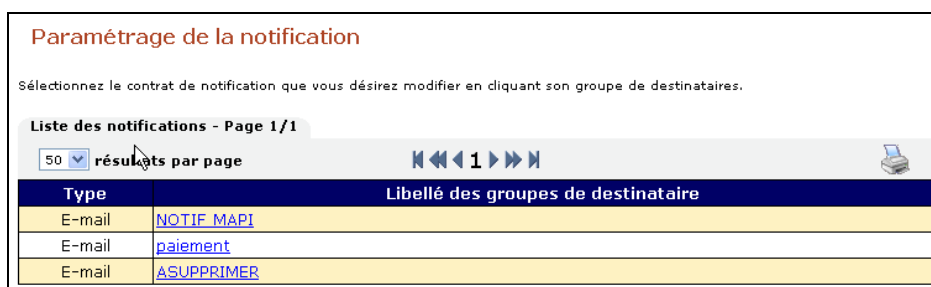 Paramétrage de la notification
Sélectionnez le contrat de notification que vous désirez modifier en cliquant son groupe de destinataires.
Liste des notifications - Page 1/1
50 résultats par page 1
Type Libellé des groupes de destinataire
E-mail NOTIF MAPI
E-mail paiement
E-mail ASUPPRIMER